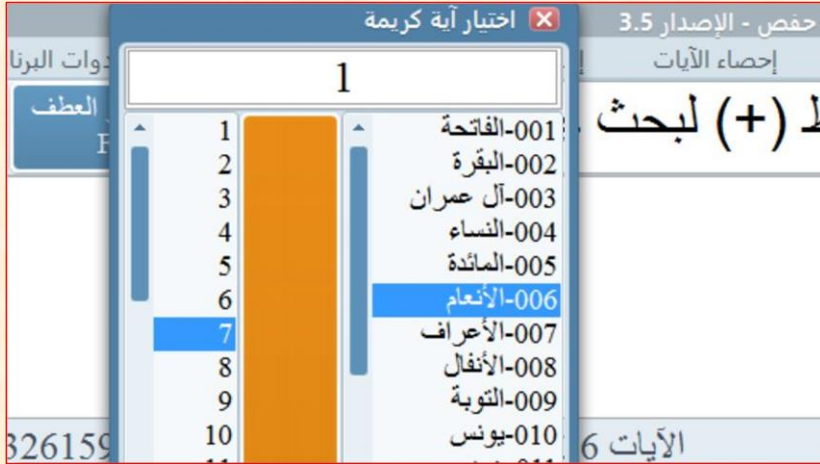 حفص - الإصدار 3.5
اختيار آية كريمة
إحصاء الآيات
دوات البرنا
1
ط (+) لبحث
العطف
F
001-الفاتحة
002-البقرة
003-آل عمران
004-النساء
005-المائدة
006-الأنعام
007-الأعراف
008-الأنفال
009-التوبة
010-يونس
1
2
3
4
5
6
7
8
9
10
11
الآيات 6
326159